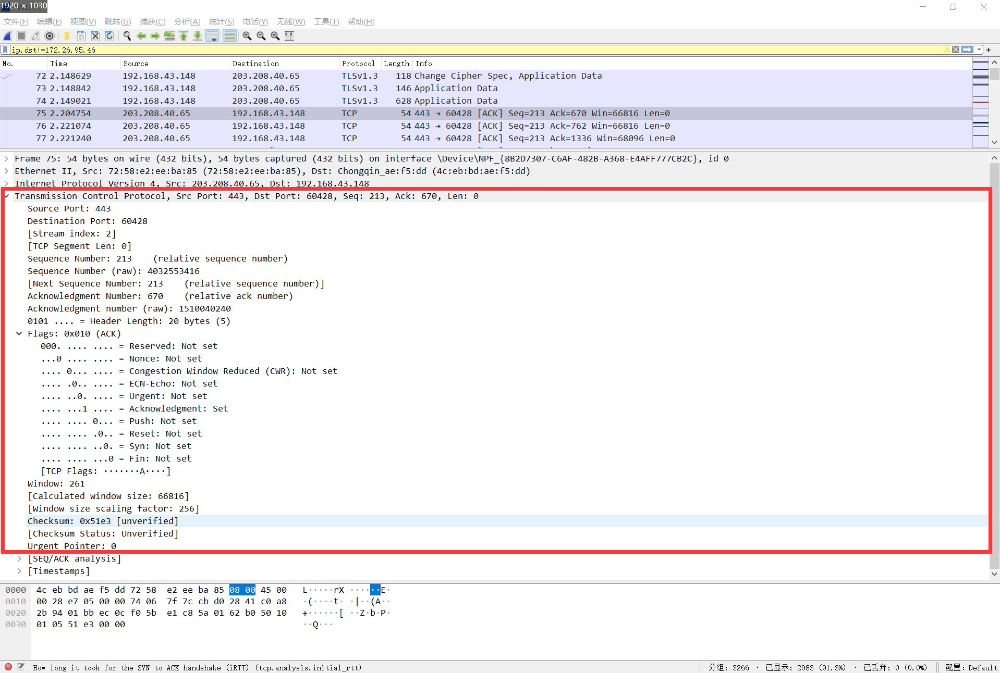 1920 × 1030
文件(F) 编辑(E) 视图(V) 跳转(G) 捕获(C) 分析(A) 统计(S) 电话(Y) 无线(W) 工具(T) 帮助(H)
ip.dst!=172.26.95.46
No. Time Source Destination Protocol Length Info
72 2.148629 192.168.43.148 203.208.40.65 TLSv1.3 118 Change Cipher Spec, Application Data
73 2.148842 192.168.43.148 203.208.40.65 TLSv1.3 146 Application Data
74 2.149021 192.168.43.148 203.208.40.65 TLSv1.3 628 Application Data
75 2.204754 203.208.40.65 192.168.43.148 TCP 54 443 → 60428 [ACK] Seq=213 Ack=670 Win=66816 Len=0
76 2.221074 203.208.40.65 192.168.43.148 TCP 54 443 → 60428 [ACK] Seq=213 Ack=762 Win=66816 Len=0
77 2.221240 203.208.40.65 192.168.43.148 TCP 54 443 → 60428 [ACK] Seq=213 Ack=1336 Win=68096 Len=0
Frame 75: 54 bytes on wire (432 bits), 54 bytes captured (432 bits) on interface \Device\NPF_{8B2D7307-C6AF-482B-A368-E4AFF777CB2C}, id 0
Ethernet II, Src: 72:58:e2:ee:ba:85 (72:58:e2:ee:ba:85), Dst: Chongqin_ae:f5:dd (4c:eb:bd:ae:f5:dd)
Internet Protocol Version 4, Src: 203.208.40.65, Dst: 192.168.43.148
Transmission Control Protocol, Src Port: 443, Dst Port: 60428, Seq: 213, Ack: 670, Len: 0
Source Port: 443
Destination Port: 60428
[Stream index: 2]
[TCP Segment Len: 0]
Sequence Number: 213 (relative sequence number)
Sequence Number (raw): 4032553416
[Next Sequence Number: 213 (relative sequence number)]
Acknowledgment Number: 670 (relative ack number)
Acknowledgment number (raw): 1510040240
0101 .... = Header Length: 20 bytes (5)
Flags: 0x010 (ACK)
000. .... .... = Reserved: Not set
...0 .... .... = Nonce: Not set
.... 0... .... = Congestion Window Reduced (CWR): Not set
.... .0.. .... = ECN-Echo: Not set
.... ..0. .... = Urgent: Not set
.... ...1 .... = Acknowledgment: Set
.... .... 0... = Push: Not set
.... .... .0.. = Reset: Not set
.... .... ..0. = Syn: Not set
.... .... ...0 = Fin: Not set
[TCP Flags: ·······A····]
Window: 261
[Calculated window size: 66816]
[Window size scaling factor: 256]
Checksum: 0x51e3 [unverified]
[Checksum Status: Unverified]
Urgent Pointer: 0
[SEQ/ACK analysis]
[Timestamps]
0000 4c eb bd ae f5 dd 72 58 e2 ee ba 85 08 00 45 00 L·····rX ······E·
0010 00 28 e7 05 00 00 74 06 7f 7c cb d0 28 41 c0 a8 ·(····t· ·|··(A··
0020 2b 94 01 bb ec 0c f0 5b e1 c8 5a 01 62 b0 50 10 +······[ ··Z·b·P·
0030 01 05 51 e3 00 00 ··Q···
How long it took for the SYN to ACK handshake (iRTT) (tcp.analysis.initial_rtt) 分组: 3266 · 已显示: 2983 (91.3%) · 已丢弃: 0 (0.0%) 配置: Default